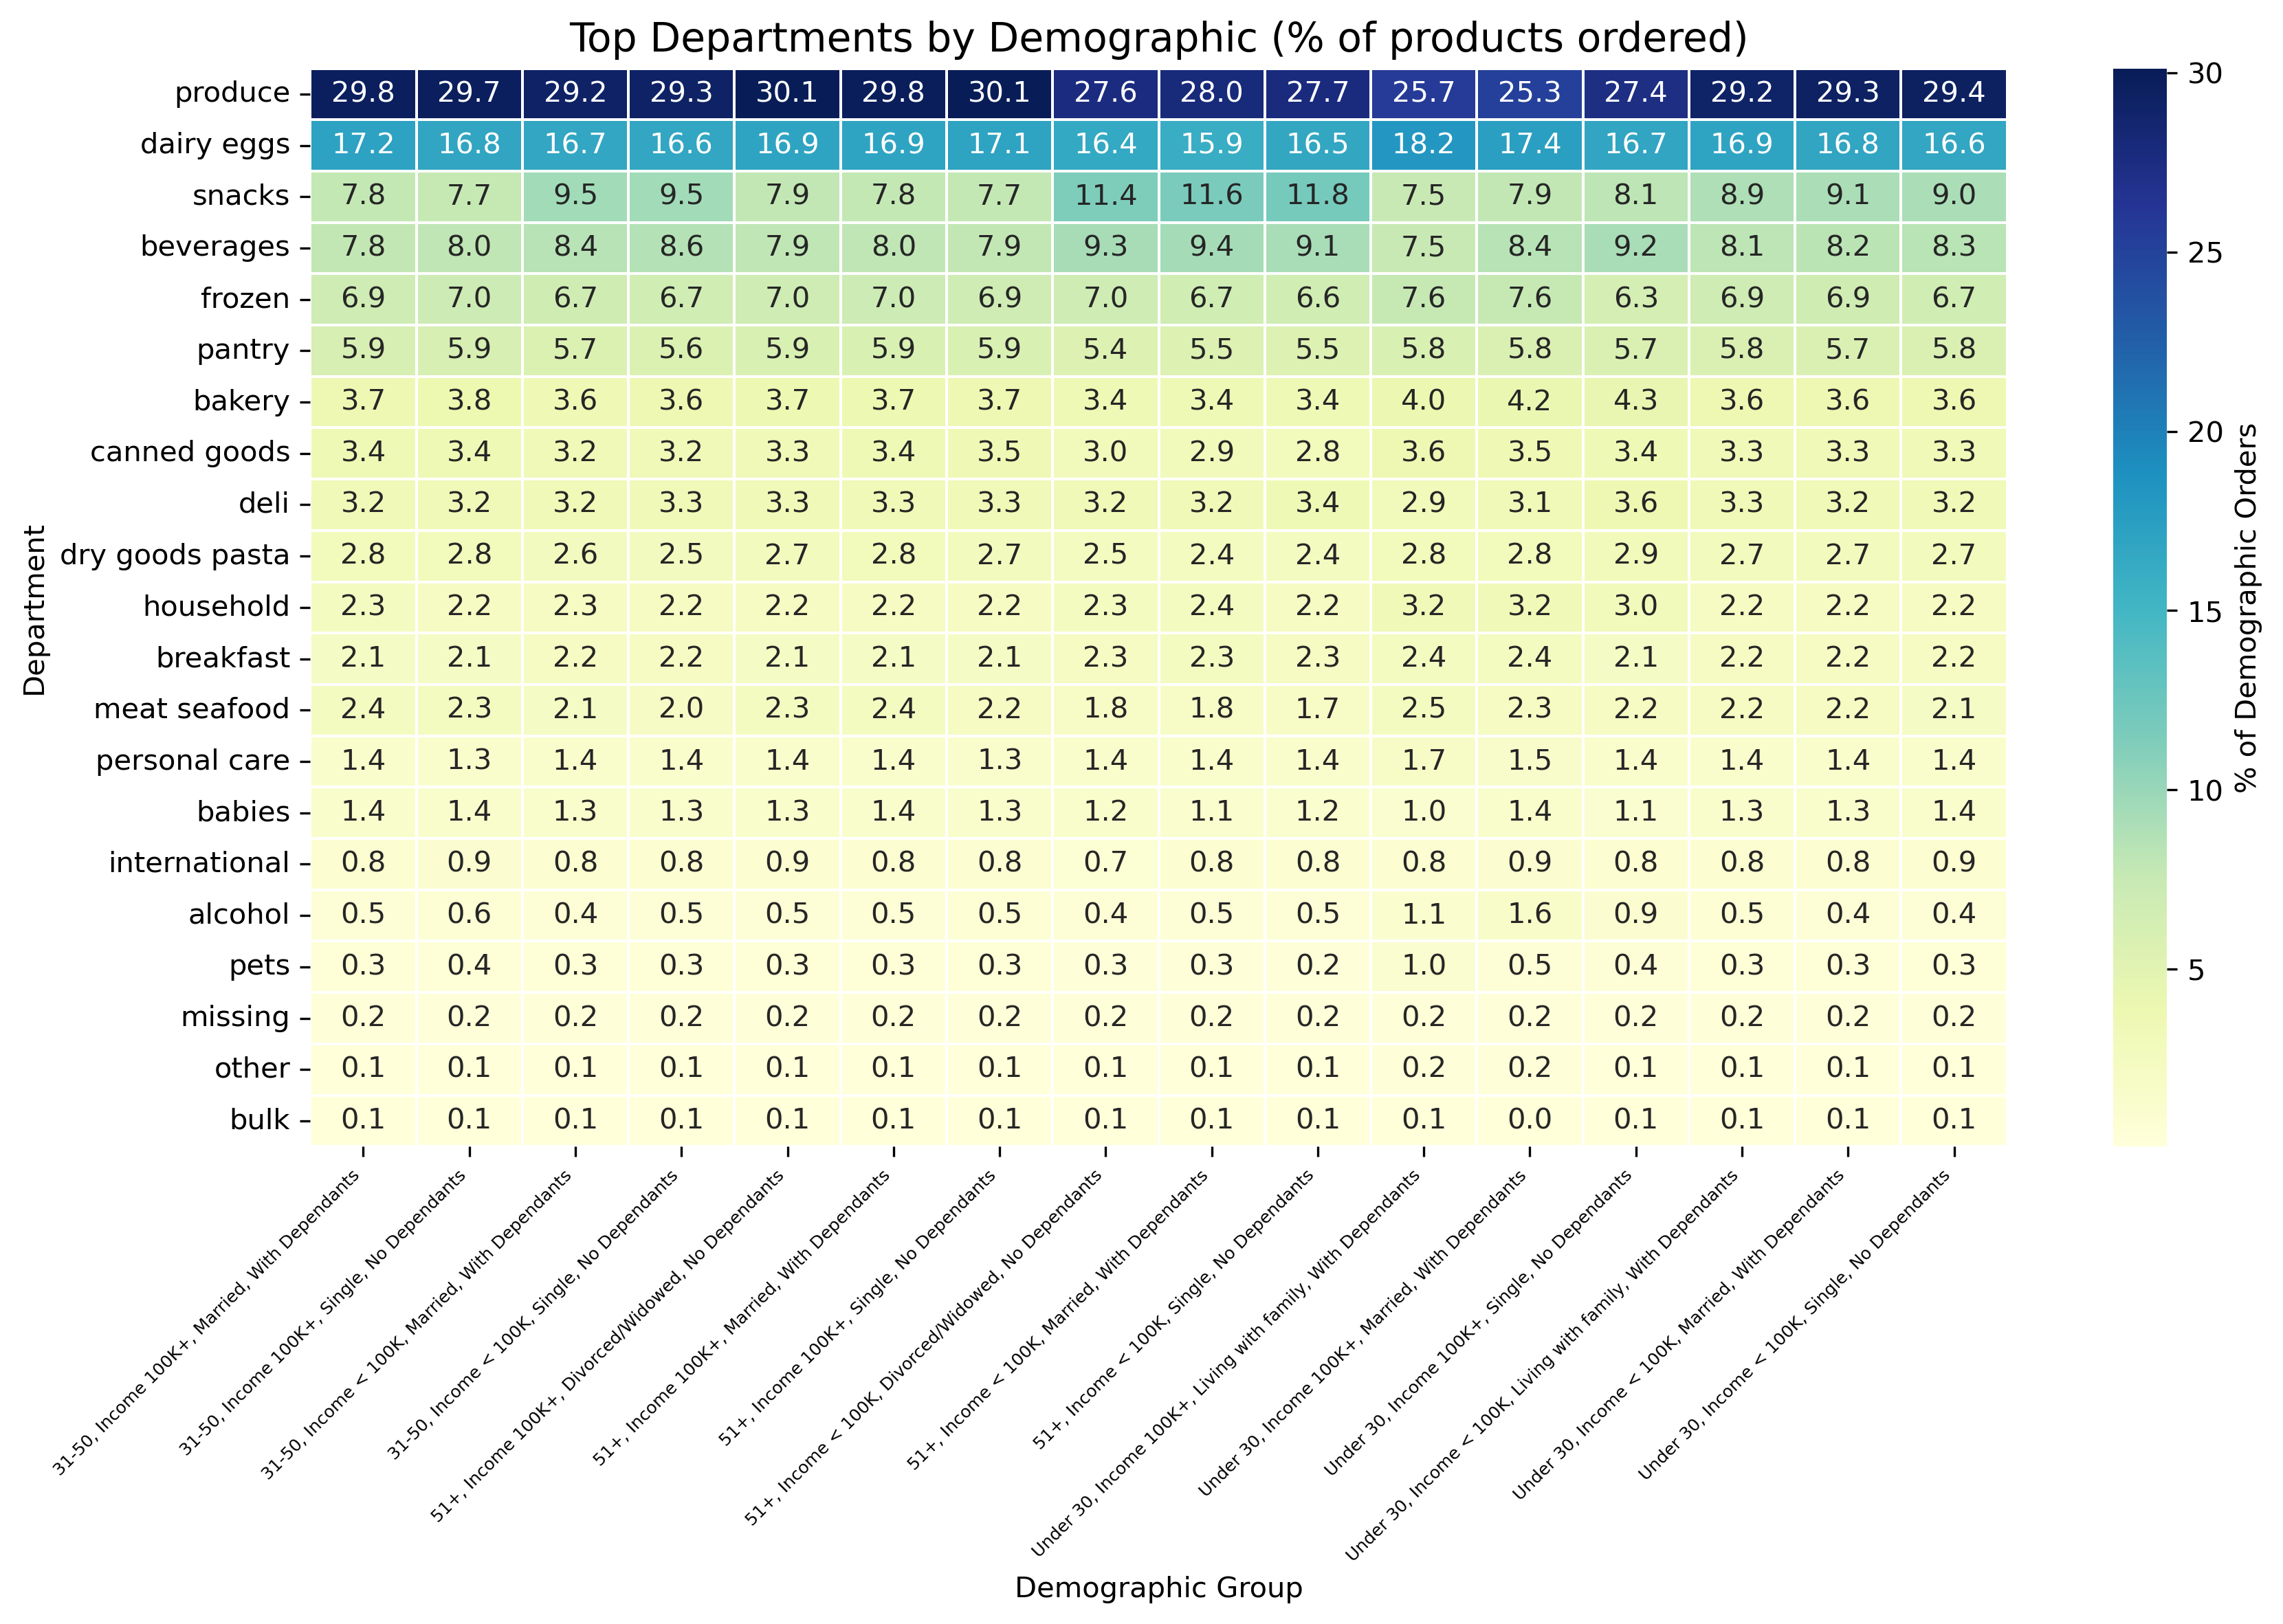 Top Departments by Demographic (% of products ordered)
produce 29.8 29.7 29.2 29.3 30.1 29.8 30.1 27.6 28.0 27.7 25.7 25.3 27.4 29.2 29.3 29.4
dairy eggs 17.2 16.8 16.7 16.6 16.9 16.9 17.1 16.4 15.9 16.5 18.2 17.4 16.7 16.9 16.8 16.6
snacks 7.8 7.7 9.5 9.5 7.9 7.8 7.7 11.4 11.6 11.8 7.5 7.9 8.1 8.9 9.1 9.0
beverages 7.8 8.0 8.4 8.6 7.9 8.0 7.9 9.3 9.4 9.1 7.5 8.4 9.2 8.1 8.2 8.3
frozen 6.9 7.0 6.7 6.7 7.0 7.0 6.9 7.0 6.7 6.6 7.6 7.6 6.3 6.9 6.9 6.7
pantry 5.9 5.9 5.7 5.6 5.9 5.9 5.9 5.4 5.5 5.5 5.8 5.8 5.7 5.8 5.7 5.8
bakery 3.7 3.8 3.6 3.6 3.7 3.7 3.7 3.4 3.4 3.4 4.0 4.2 4.3 3.6 3.6 3.6
canned goods 3.4 3.4 3.2 3.2 3.3 3.4 3.5 3.0 2.9 2.8 3.6 3.5 3.4 3.3 3.3 3.3
deli 3.2 3.2 3.2 3.3 3.3 3.3 3.3 3.2 3.2 3.4 2.9 3.1 3.6 3.3 3.2 3.2
dry goods pasta 2.8 2.8 2.6 2.5 2.7 2.8 2.7 2.5 2.4 2.4 2.8 2.8 2.9 2.7 2.7 2.7
household 2.3 2.2 2.3 2.2 2.2 2.2 2.2 2.3 2.4 2.2 3.2 3.2 3.0 2.2 2.2 2.2
breakfast 2.1 2.1 2.2 2.2 2.1 2.1 2.1 2.3 2.3 2.3 2.4 2.4 2.1 2.2 2.2 2.2
meat seafood 2.4 2.3 2.1 2.0 2.3 2.4 2.2 1.8 1.8 1.7 2.5 2.3 2.2 2.2 2.2 2.1
personal care 1.4 1.3 1.4 1.4 1.4 1.4 1.3 1.4 1.4 1.4 1.7 1.5 1.4 1.4 1.4 1.4
babies 1.4 1.4 1.3 1.3 1.3 1.4 1.3 1.2 1.1 1.2 1.0 1.4 1.1 1.3 1.3 1.4
international 0.8 0.9 0.8 0.8 0.9 0.8 0.8 0.7 0.8 0.8 0.8 0.9 0.8 0.8 0.8 0.9
alcohol 0.5 0.6 0.4 0.5 0.5 0.5 0.5 0.4 0.5 0.5 1.1 1.6 0.9 0.5 0.4 0.4
pets 0.3 0.4 0.3 0.3 0.3 0.3 0.3 0.3 0.3 0.2 1.0 0.5 0.4 0.3 0.3 0.3
missing 0.2 0.2 0.2 0.2 0.2 0.2 0.2 0.2 0.2 0.2 0.2 0.2 0.2 0.2 0.2 0.2
other 0.1 0.1 0.1 0.1 0.1 0.1 0.1 0.1 0.1 0.1 0.2 0.2 0.1 0.1 0.1 0.1
bulk 0.1 0.1 0.1 0.1 0.1 0.1 0.1 0.1 0.1 0.1 0.1 0.0 0.1 0.1 0.1 0.1
Department
31-50, Income 100K+, Married, With Dependants
31-50, Income 100K+, Single, No Dependants
31-50, Income < 100K, Married, With Dependants
31-50, Income < 100K, Single, No Dependants
51+, Income 100K+, Divorced/Widowed, No Dependants
51+, Income 100K+, Married, With Dependants
51+, Income 100K+, Single, No Dependants
51+, Income < 100K, Divorced/Widowed, No Dependants
51+, Income < 100K, Married, With Dependants
51+, Income < 100K, Single, No Dependants
Under 30, Income 100K+, Living with family, With Dependants
Under 30, Income 100K+, Married, With Dependants
Under 30, Income 100K+, Single, No Dependants
Under 30, Income < 100K, Living with family, With Dependants
Under 30, Income < 100K, Married, With Dependants
Under 30, Income < 100K, Single, No Dependants
Demographic Group
30
25
20
15
10
5
% of Demographic Orders